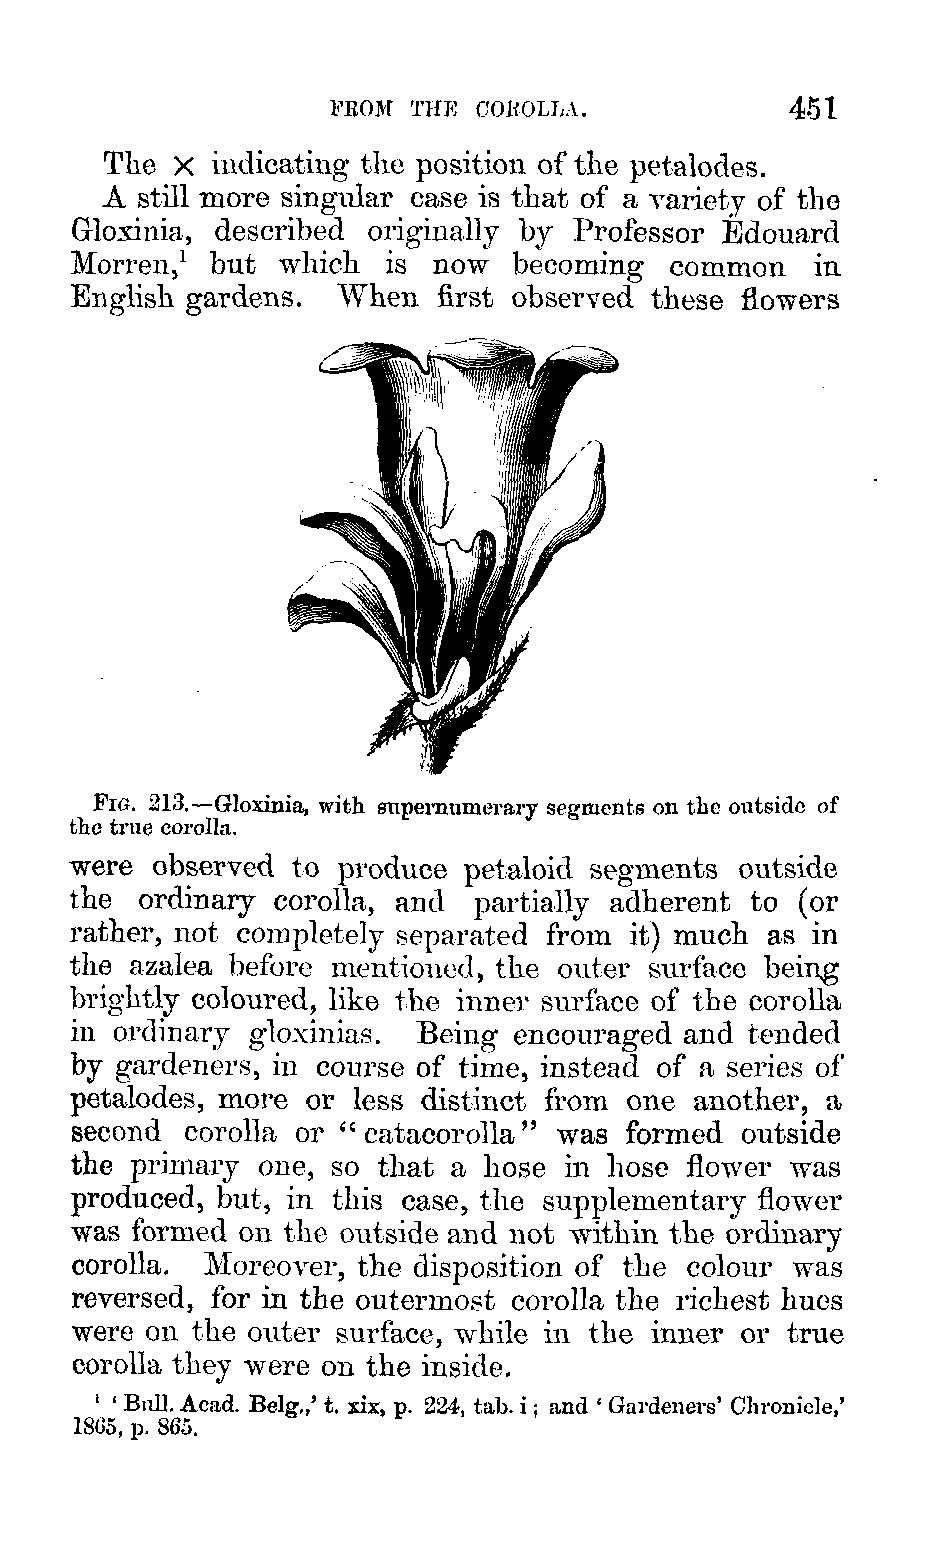 FROM THE COROLLA. 451
The × indicating the position of the petalodes.
A still more singular case is that of a variety of the
Gloxinia, described originally by Professor Édouard
Morren,¹ but which is now becoming common in
English gardens. When first observed these flowers
FIG. 213.—Gloxinia, with supernumerary segments on the outside of
the true corolla.
were observed to produce petaloid segments outside
the ordinary corolla, and partially adherent to (or
rather, not completely separated from it) much as in
the azalea before mentioned, the outer surface being
brightly coloured, like the inner surface of the corolla
in ordinary gloxinias. Being encouraged and tended
by gardeners, in course of time, instead of a series of
petalodes, more or less distinct from one another, a
second corolla or “catacorolla” was formed outside
the primary one, so that a hose in hose flower was
produced, but, in this case, the supplementary flower
was formed on the outside and not within the ordinary
corolla. Moreover, the disposition of the colour was
reversed, for in the outermost corolla the richest hues
were on the outer surface, while in the inner or true
corolla they were on the inside.
¹ ‘Bull. Acad. Belg.,’ t. xix, p. 224, tab. i; and ‘Gardeners’ Chronicle,’
1865, p. 865.